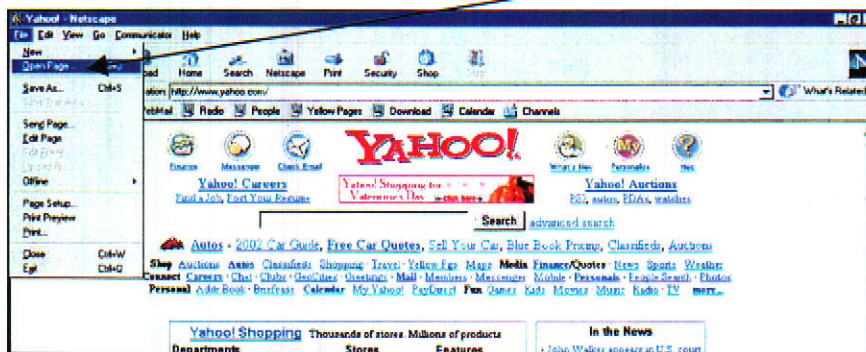 Yahoo! - Netscape
File Edit View Go Communicator Help
New
Open Page...
Save As... Ctrl+S
Send Page...
Edit Page
Offline
Page Setup...
Print Preview
Print...
Close Ctrl+W
Exit Ctrl+Q
Home Search Netscape Print Security Shop Stop
http://www.yahoo.com/ What's Related
WebMail Radio People Yellow Pages Download Calendar Channels
YAHOO!
Finance Messenger Check Email What's New Personalize Help
Yahoo! Careers
Find a Job, Post Your Resume
Yahoo! Shopping for
Valentine's Day
Yahoo! Auctions
PS2, autos, PDAs, watches
Search advanced search
Autos - 2002 Car Guide, Free Car Quotes, Sell Your Car, Blue Book Pricing, Classifieds, Auctions
Shop Auctions · Autos · Classifieds · Shopping · Travel · Yellow Pgs · Maps Media Finance/Quotes · News · Sports · Weather
Connect Careers · Chat · Clubs · GeoCities · Greetings · Mail · Members · Messenger · Mobile · Personals · People Search · Photos
Personal Addr Book · Briefcase · Calendar · My Yahoo! · PayDirect Fun Games · Kids · Movies · Music · Radio · TV more...
Yahoo! Shopping Thousands of stores. Millions of products
Departments Stores Features
In the News
· John Walker appears in U.S. court